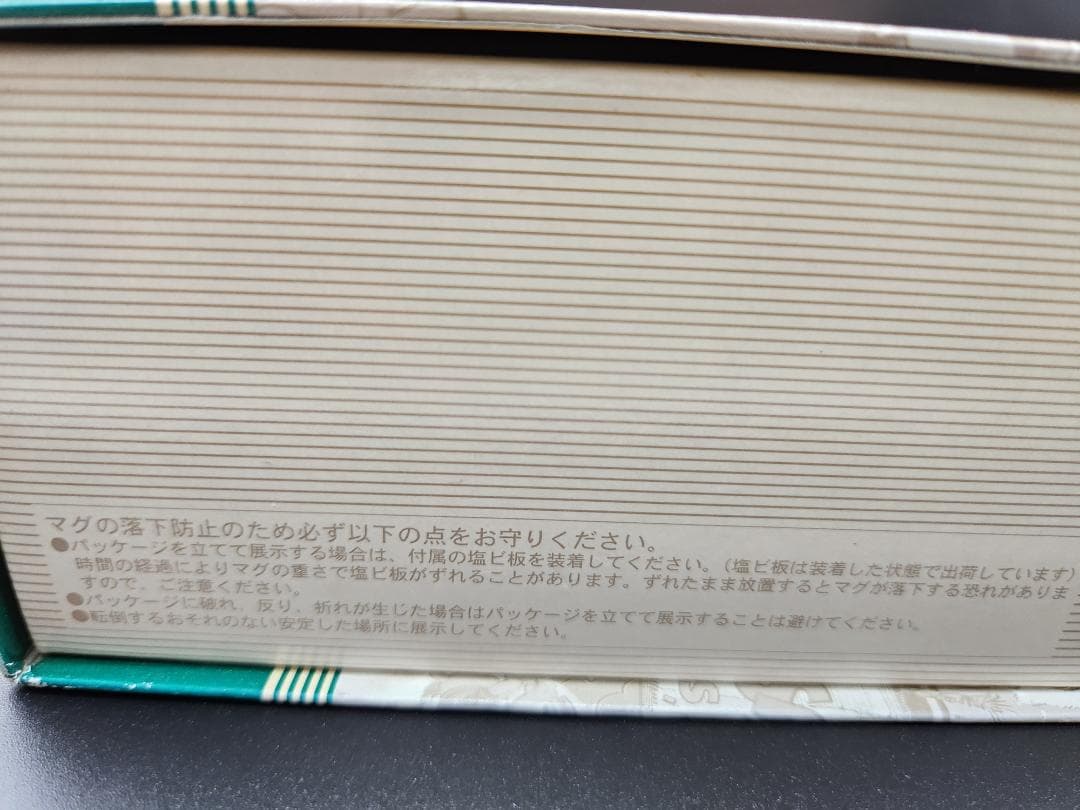 マグの落下防止のため必ず以下の点をお守りください。
●パッケージを立てて展示する場合は、付属の塩ビ板を装着してください。（塩ビ板は装着した状態で出荷しています）
時間の経過によりマグの重さで塩ビ板がずれることがあります。ずれたまま放置するとマグが落下する恐れがありま
すので、ご注意ください。
●パッケージに破れ、反り、折れが生じた場合はパッケージを立てて展示することは避けてください。
●転倒するおそれのない安定した場所に展示してください。
'S